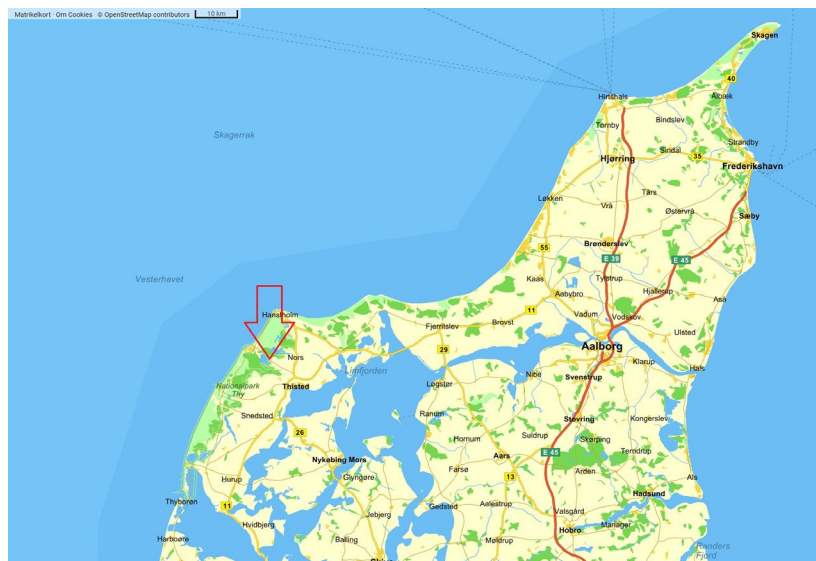 Matrikelkort · Om Cookies · © OpenStreetMap contributors
10 km
Skagen
40
Ålbæk
Hirtshals
Bindslev
Tornby
Strandby
Sindal
Skagerrak
35
Hjørring
Frederikshavn
Tårs
Løkken
Vrå
Østervrå
Sæby
55
Brønderslev
E 39
E 45
Vesterhavet
Kaas
Tylstrup
Hjallerup
Aabybro
Asa
11
Hanstholm
Vadum
Vodskov
Brovst
Fjerritslev
Ulsted
29
Aalborg
Nors
Klarup
Hals
Limfjorden
Nibe
Svenstrup
Nationalpark
Thy
Thisted
Løgstør
Snedsted
Ranum
Støvring
Kongerslev
26
Suldrup
Hornum
Skørping
Terndrup
E 45
Aars
Nykøbing Mors
Farsø
Arden
Hurup
Glyngøre
13
Als
Hadsund
Thyborøn
11
Gedsted
Aalestrup
Valsgård
Jebjerg
Hvidbjerg
Hobro
Mariager
Harboøre
Balling
Møldrup
Randers
Fjord